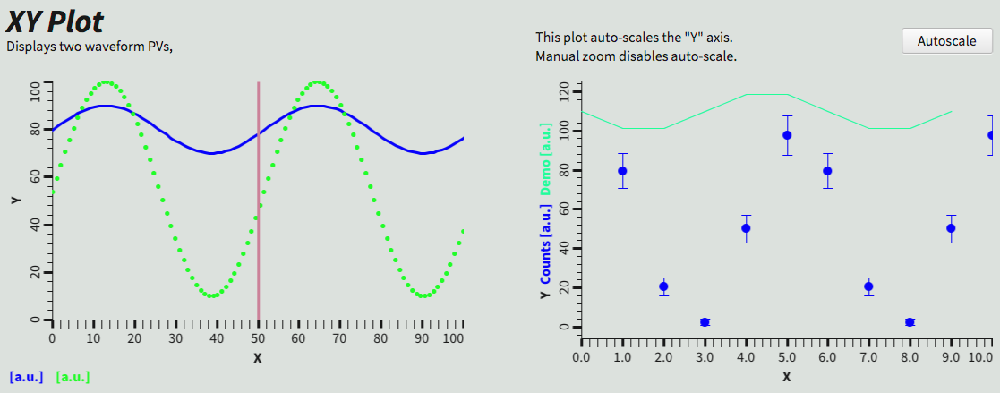 XY Plot
Displays two waveform PVs,
100
80
60
40
20
0
Y
0 10 20 30 40 50 60 70 80 90 100
X
[a.u.] [a.u.]
This plot auto-scales the "Y" axis.
Manual zoom disables auto-scale.
Autoscale
120
100
80
60
40
20
0
Y Counts [a.u.] Demo [a.u.]
0.0 1.0 2.0 3.0 4.0 5.0 6.0 7.0 8.0 9.0 10.0
X